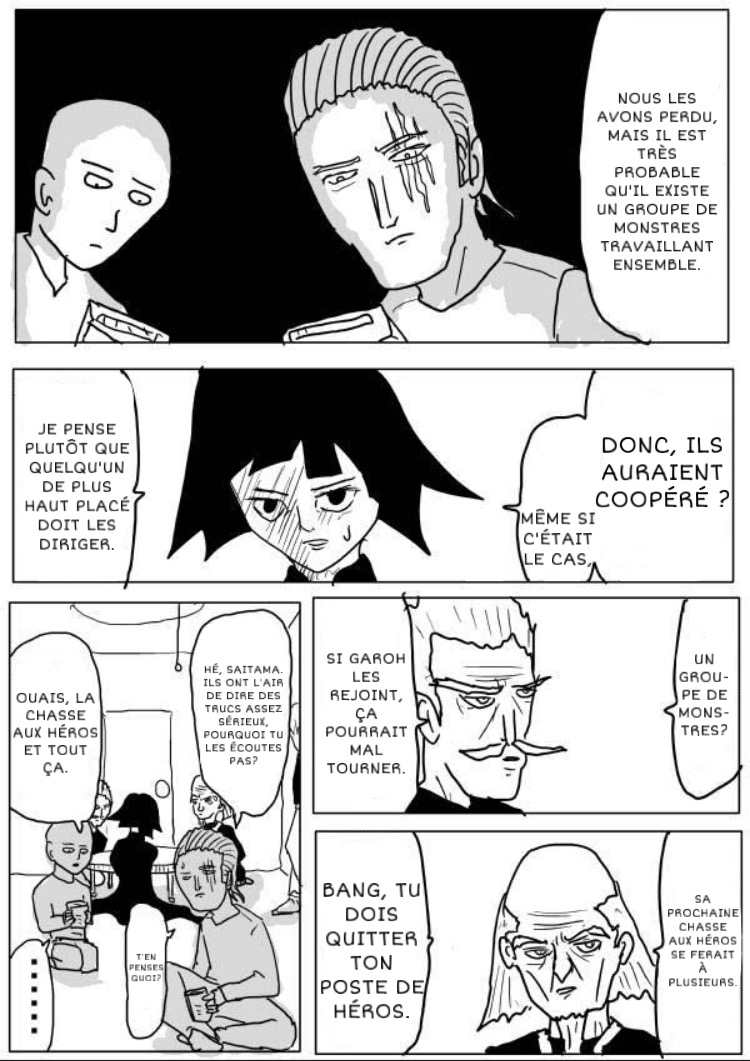 NOUS LES
AVONS PERDU,
MAIS IL EST
TRÈS
PROBABLE
QU'IL EXISTE
UN GROUPE DE
MONSTRES
TRAVAILLANT
ENSEMBLE.
DONC, ILS
AURAIENT
COOPÉRÉ ?
MÊME SI
C'ÉTAIT
LE CAS,
JE PENSE
PLUTÔT QUE
QUELQU'UN
DE PLUS
HAUT PLACÉ
DOIT LES
DIRIGER.
UN
GROU-
PE DE
MONS-
TRES?
SI GAROH
LES
REJOINT,
ÇA
POURRAIT
MAL
TOURNER.
SA
PROCHAINE
CHASSE
AUX HÉROS
SE FERAIT
À
PLUSIEURS.
BANG, TU
DOIS
QUITTER
TON
POSTE DE
HÉROS.
HÉ, SAITAMA.
ILS ONT L'AIR
DE DIRE DES
TRUCS ASSEZ
SÉRIEUX,
POURQUOI TU
LES ÉCOUTES
PAS?
OUAIS, LA
CHASSE
AUX HÉROS
ET TOUT
ÇA.
T'EN
PENSES
QUOI?
......